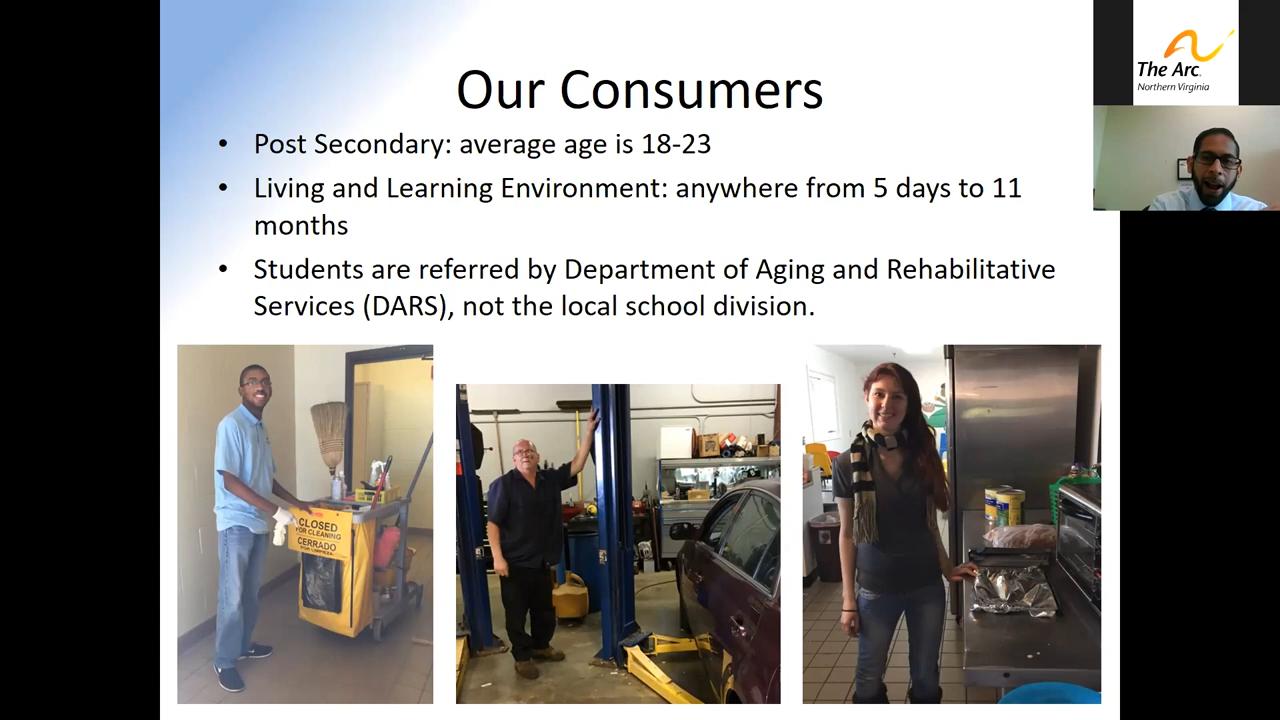 Our Consumers
• Post Secondary: average age is 18-23
• Living and Learning Environment: anywhere from 5 days to 11
months
• Students are referred by Department of Aging and Rehabilitative
Services (DARS), not the local school division.
The Arc.
Northern Virginia
CLOSED
FOR CLEANING
CERRADO
POR LIMPIEZA